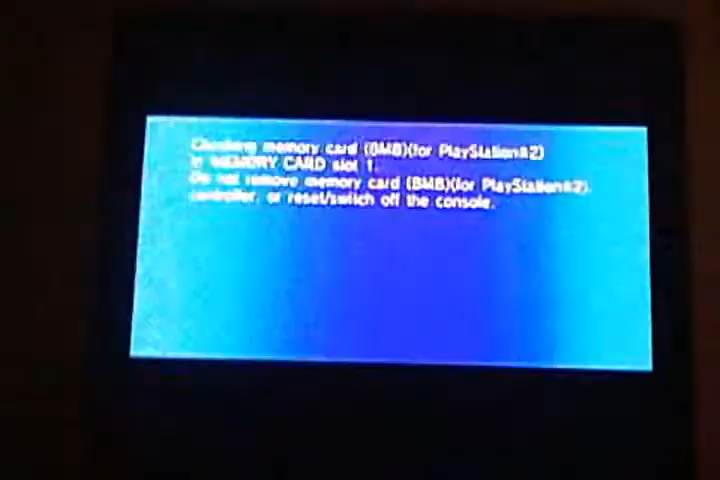 Checking memory card (8MB)(for PlayStation®2)
in MEMORY CARD slot 1.
Do not remove memory card (8MB)(for PlayStation®2),
controller, or reset/switch off the console.